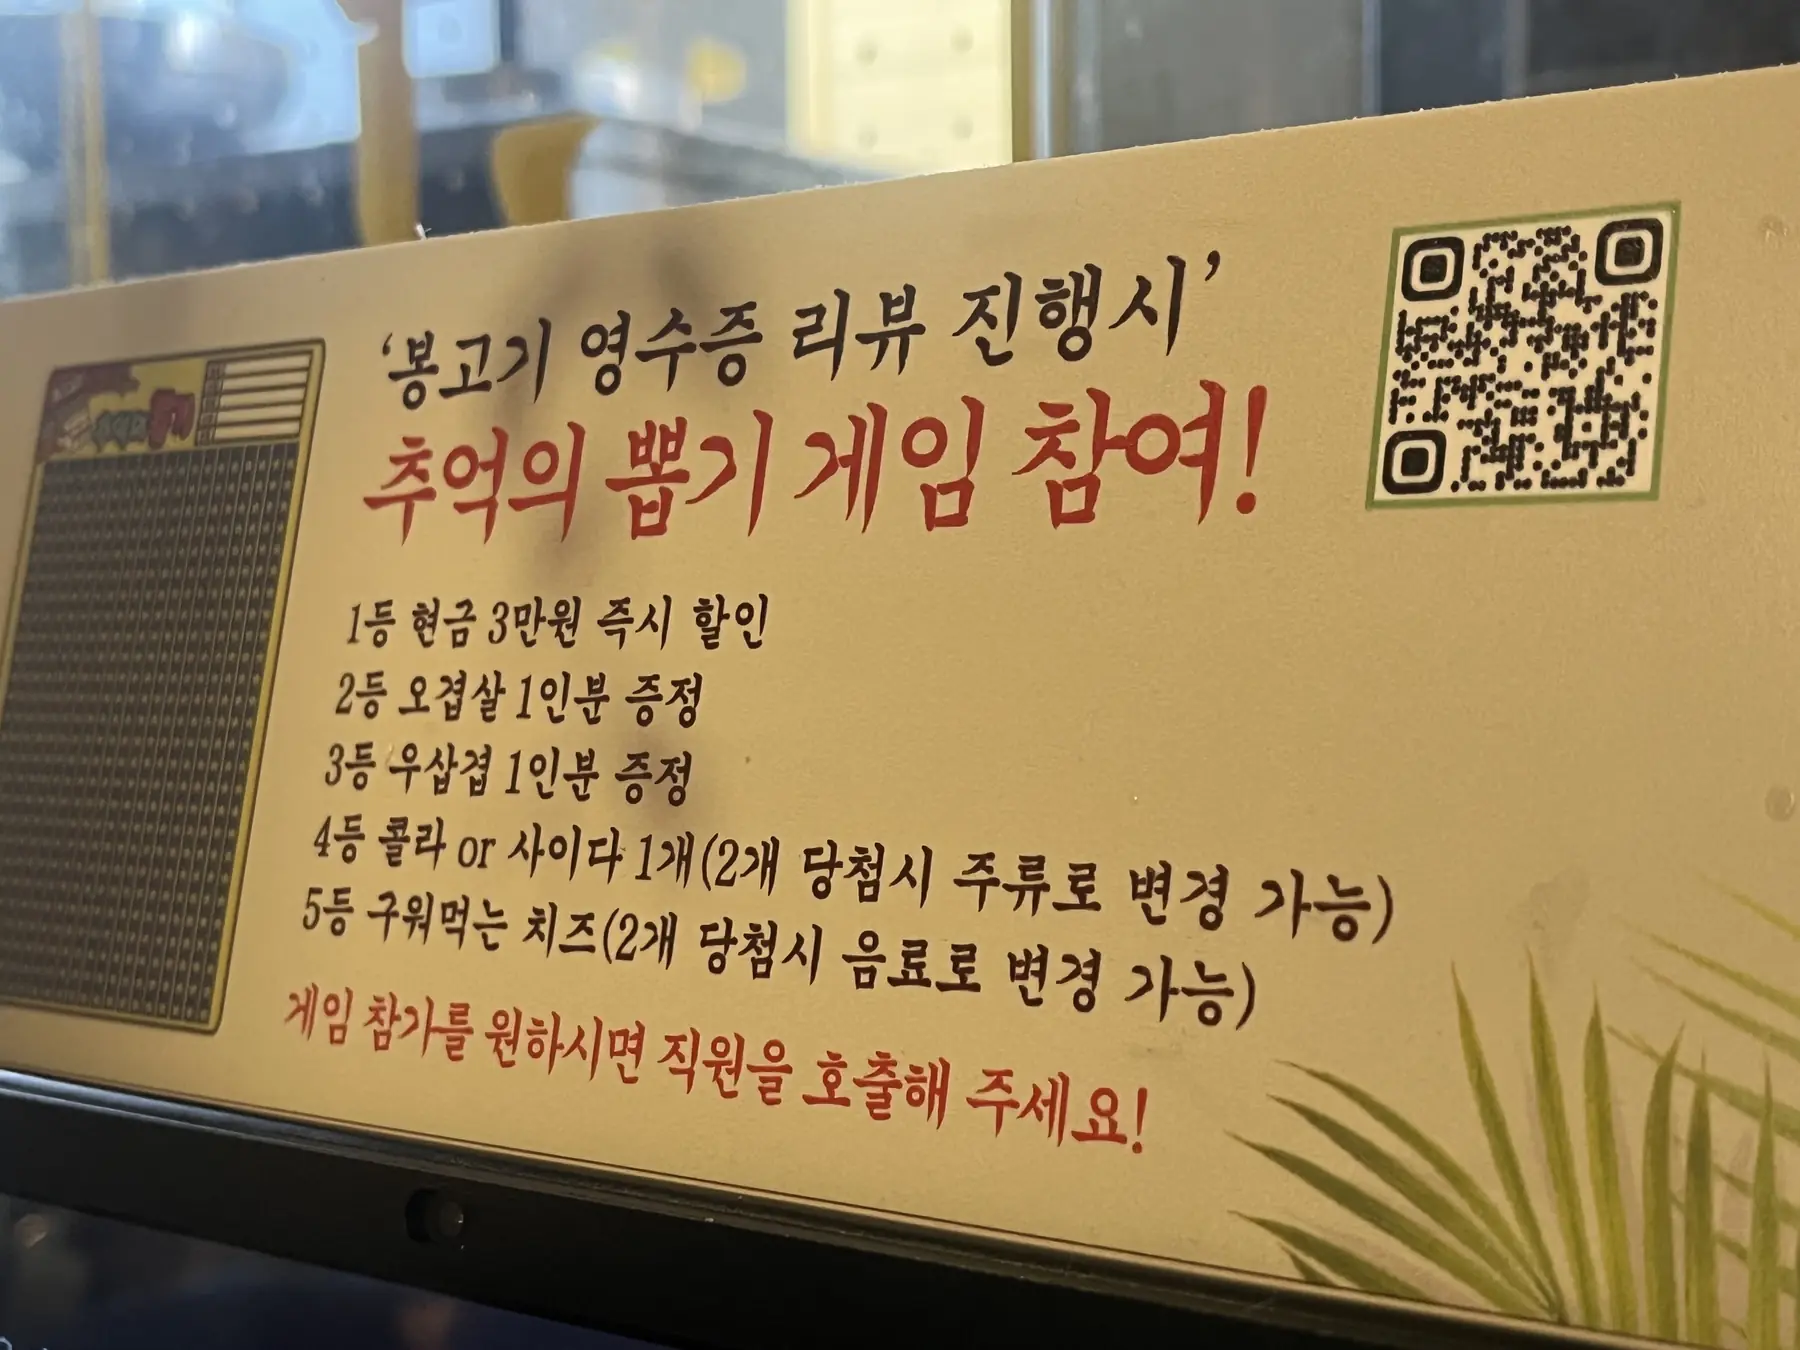 ‘봉고기 영수증 리뷰 진행시’
추억의 뽑기 게임 참여!
1등 현금 3만원 즉시 할인
2등 오겹살 1인분 증정
3등 우삼겹 1인분 증정
4등 콜라 or 사이다 1개(2개 당첨시 주류로 변경 가능)
5등 구워먹는 치즈(2개 당첨시 음료로 변경 가능)
게임 참가를 원하시면 직원을 호출해 주세요!